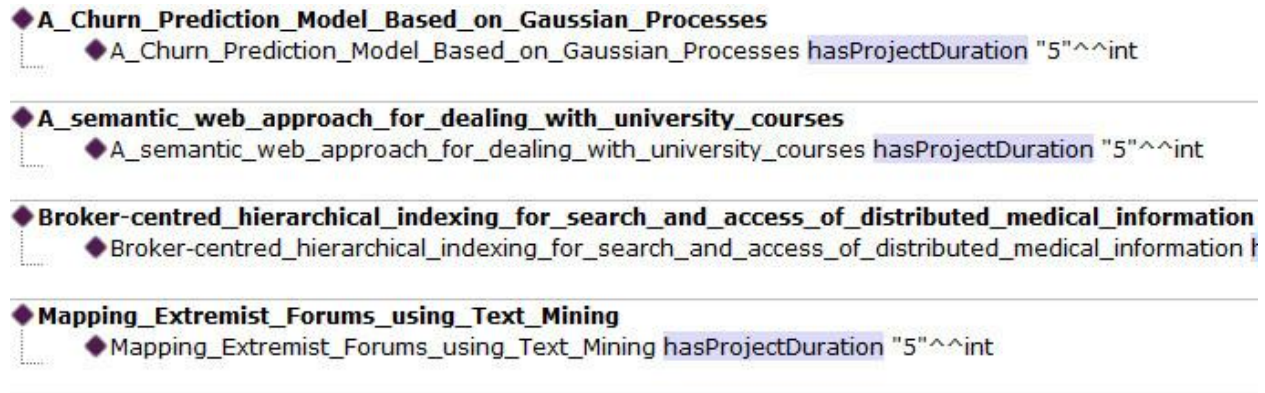 A_Churn_Prediction_Model_Based_on_Gaussian_Processes
A_Churn_Prediction_Model_Based_on_Gaussian_Processes hasProjectDuration "5"^^int
A_semantic_web_approach_for_dealing_with_university_courses
A_semantic_web_approach_for_dealing_with_university_courses hasProjectDuration "5"^^int
Broker-centred_hierarchical_indexing_for_search_and_access_of_distributed_medical_information
Broker-centred_hierarchical_indexing_for_search_and_access_of_distributed_medical_information
Mapping_Extremist_Forums_using_Text_Mining
Mapping_Extremist_Forums_using_Text_Mining hasProjectDuration "5"^^int